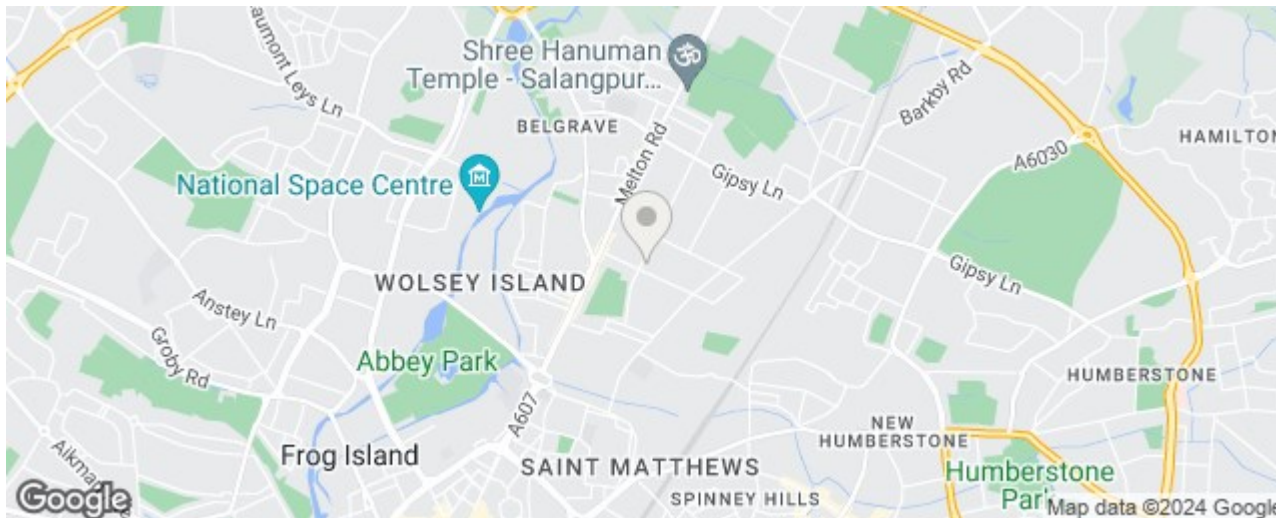 Beaumont Leys Ln
Shree Hanuman
Temple - Salangpur...
BELGRAVE
Melton Rd
Barkby Rd
HAMILTON
A6030
National Space Centre
Gipsy Ln
WOLSEY ISLAND
Gipsy Ln
Anstey Ln
Groby Rd
Abbey Park
HUMBERSTONE
A607
NEW
HUMBERSTONE
Frog Island
SAINT MATTHEWS
Humberstone
Park
Aikma
SPINNEY HILLS
Google
Map data ©2024 Google